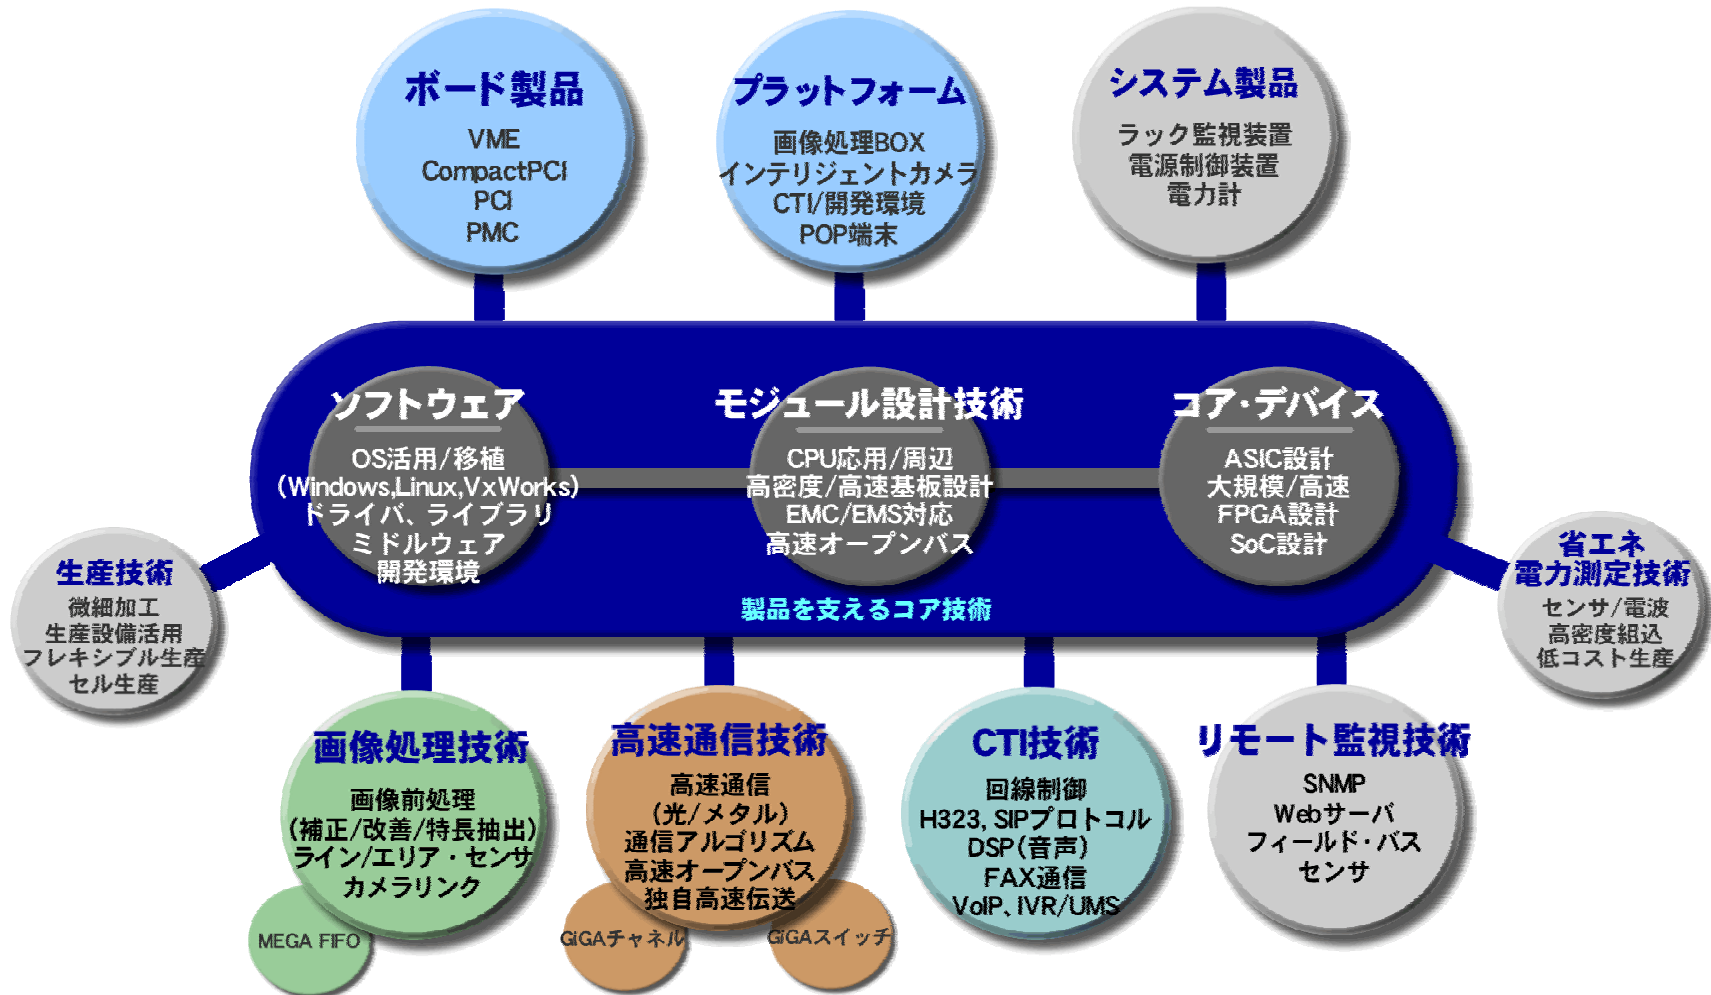 ボード製品
VME
CompactPCI
PCI
PMC
プラットフォーム
画像処理BOX
インテリジェントカメラ
CTI/開発環境
POP端末
システム製品
ラック監視装置
電源制御装置
電力計
ソフトウェア
OS活用/移植
(Windows,Linux,VxWorks)
ドライバ、ライブラリ
ミドルウェア
開発環境
モジュール設計技術
CPU応用/周辺
高密度/高速基板設計
EMC/EMS対応
高速オープンバス
コア・デバイス
ASIC設計
大規模/高速
FPGA設計
SoC設計
製品を支えるコア技術
生産技術
微細加工
生産設備活用
フレキシブル生産
セル生産
省エネ
電力測定技術
センサ/電波
高密度組込
低コスト生産
画像処理技術
画像前処理
(補正/改善/特長抽出)
ライン/エリア・センサ
カメラリンク
MEGA FIFO
高速通信技術
高速通信
(光/メタル)
通信アルゴリズム
高速オープンバス
独自高速伝送
GiGAチャネル
GiGAスイッチ
CTI技術
回線制御
H323, SIPプロトコル
DSP(音声)
FAX通信
VoIP、IVR/UMS
リモート監視技術
SNMP
Webサーバ
フィールド・バス
センサ